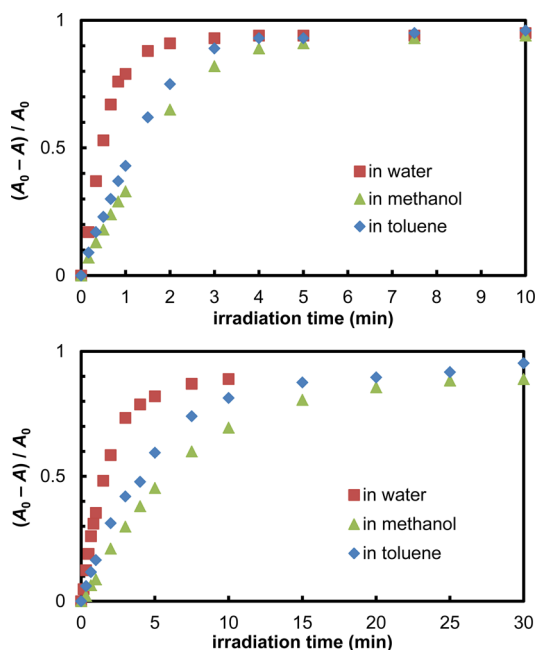 1
0.5
0
(A₀ – A) / A₀
in water
in methanol
in toluene
0 1 2 3 4 5 6 7 8 9 10
irradiation time (min)
1
0.5
0
(A₀ – A) / A₀
in water
in methanol
in toluene
0 5 10 15 20 25 30
irradiation time (min)